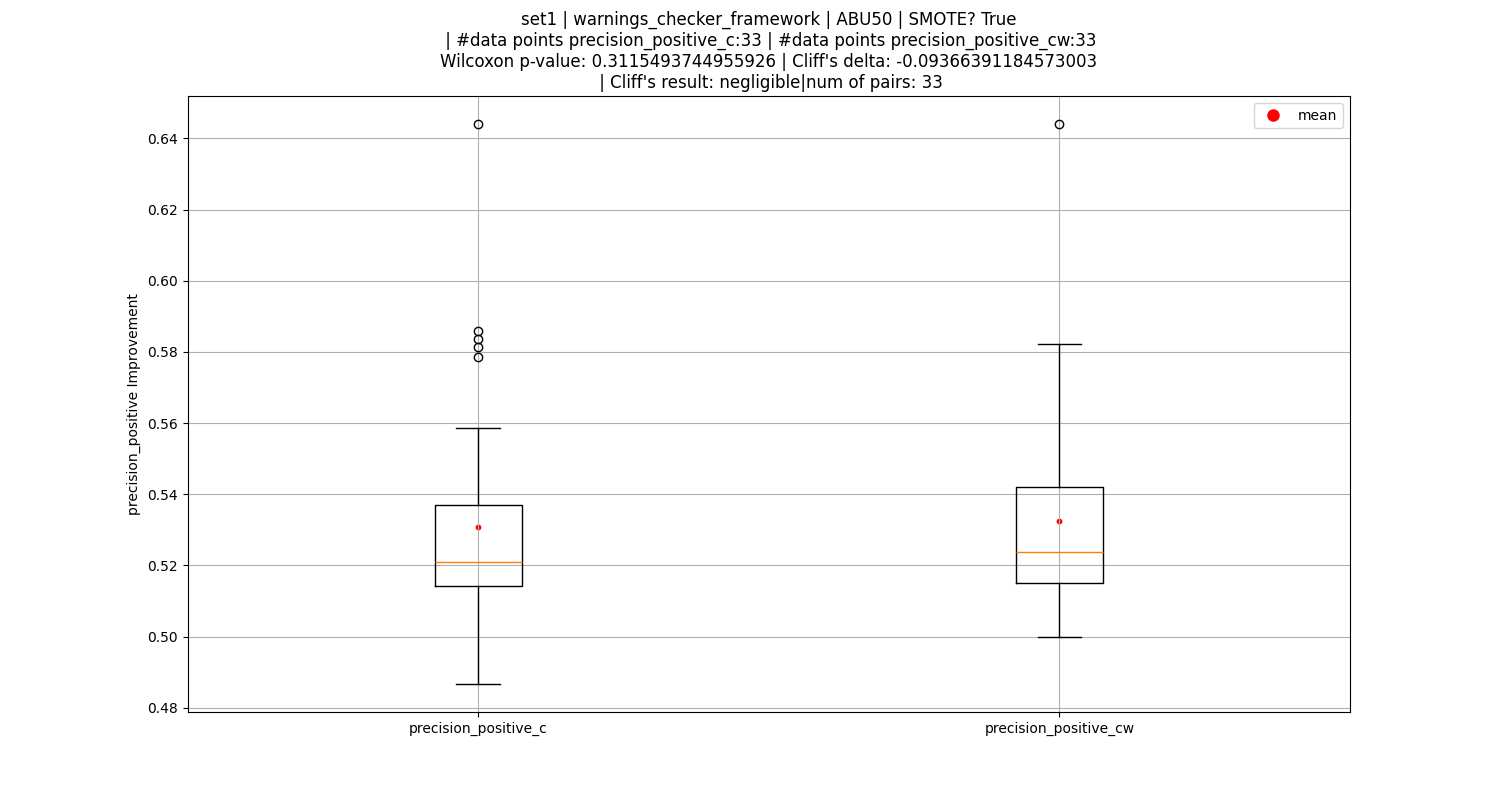 set1 | warnings_checker_framework | ABU50 | SMOTE? True
| #data points precision_positive_c:33 | #data points precision_positive_cw:33
Wilcoxon p-value: 0.3115493744955926 | Cliff's delta: -0.09366391184573003
| Cliff's result: negligible|num of pairs: 33
mean
0.64
0.62
0.60
0.58
0.56
0.54
0.52
0.50
0.48
precision_positive Improvement
precision_positive_c
precision_positive_cw